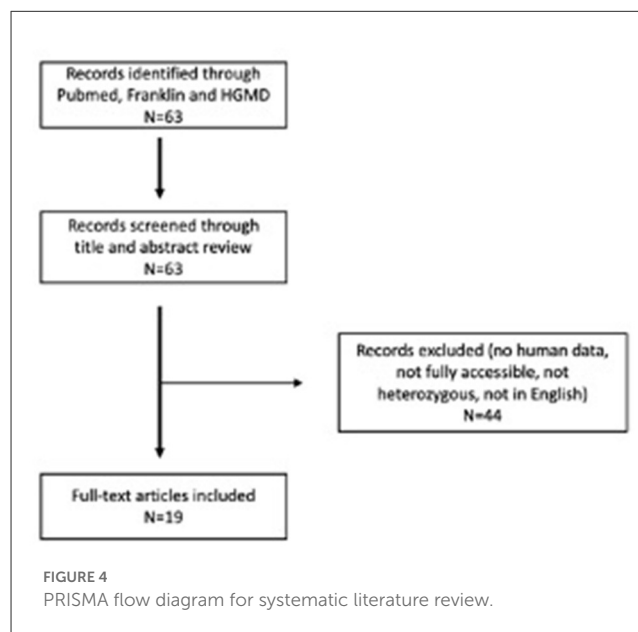 Records identified through
Pubmed, Franklin and HGMD
N=63
Records screened through
title and abstract review
N=63
Records excluded (no human data,
not fully accessible, not
heterozygous, not in English)
N=44
Full-text articles included
N=19
FIGURE 4
PRISMA flow diagram for systematic literature review.